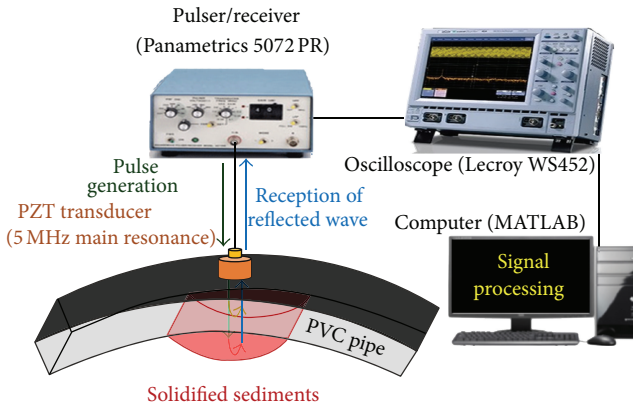 Pulser/receiver
(Panametrics 5072 PR)
Oscilloscope (Lecroy WS452)
Pulse
generation
PZT transducer
(5 MHz main resonance)
Reception of
reflected wave
Computer (MATLAB)
Signal
processing
PVC pipe
Solidified sediments